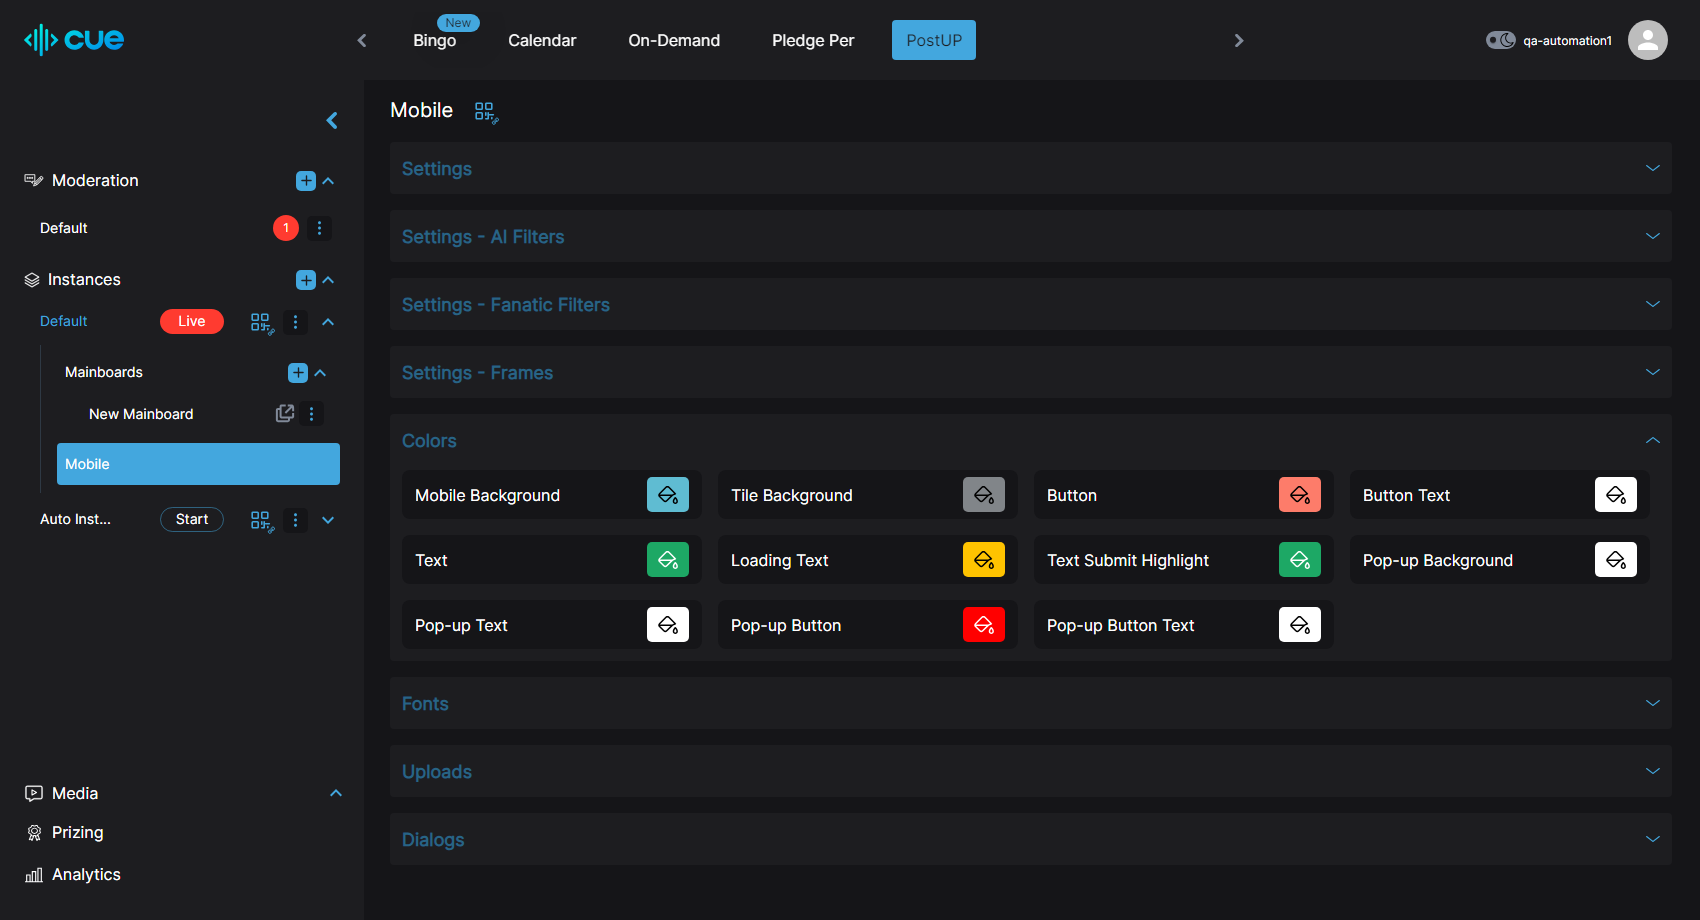 cue
New
Bingo
Calendar
On-Demand
Pledge Per
PostUP
qa-automation1
Moderation
Default
1
Instances
Default
Live
Mainboards
New Mainboard
Mobile
Auto Inst...
Start
Media
Prizing
Analytics
Mobile
Settings
Settings - AI Filters
Settings - Fanatic Filters
Settings - Frames
Colors
Mobile Background
Tile Background
Button
Button Text
Text
Loading Text
Text Submit Highlight
Pop-up Background
Pop-up Text
Pop-up Button
Pop-up Button Text
Fonts
Uploads
Dialogs